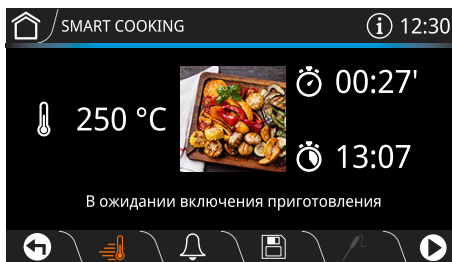 SMART COOKING
i 12:30
00:27'
250 °C
13:07
В ожидании включения приготовления